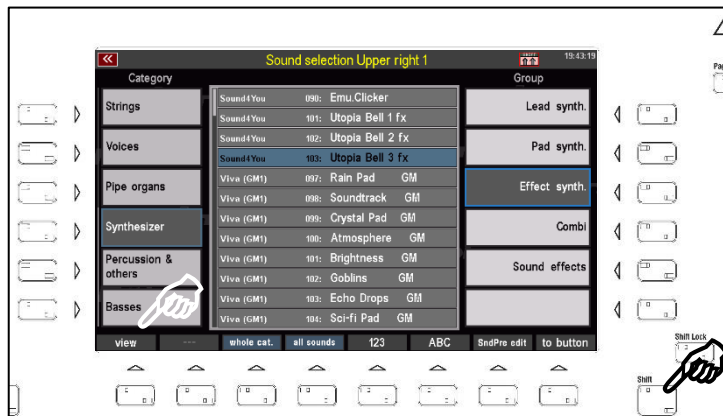 Sound selection Upper right 1
SHIFT
19:43:19
Category
Group
Strings
Voices
Pipe organs
Synthesizer
Percussion &
others
Basses
Sound4You 090: Emu.Clicker
Sound4You 101: Utopia Bell 1 fx
Sound4You 102: Utopia Bell 2 fx
Sound4You 103: Utopia Bell 3 fx
Viva (GM1) 097: Rain Pad GM
Viva (GM1) 098: Soundtrack GM
Viva (GM1) 099: Crystal Pad GM
Viva (GM1) 100: Atmosphere GM
Viva (GM1) 101: Brightness GM
Viva (GM1) 102: Goblins GM
Viva (GM1) 103: Echo Drops GM
Viva (GM1) 104: Sci-fi Pad GM
Lead synth.
Pad synth.
Effect synth.
Combi
Sound effects
view --- whole cat. all sounds 123 ABC SndPre edit to button
Shift Lock
Shift